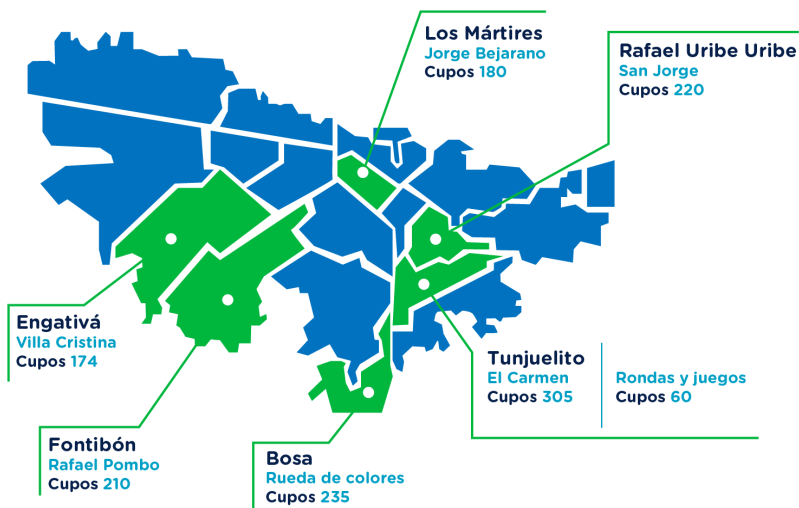 Los Mártires
Jorge Bejarano
Cupos 180
Rafael Uribe Uribe
San Jorge
Cupos 220
Engativá
Villa Cristina
Cupos 174
Tunjuelito
El Carmen
Cupos 305
Rondas y juegos
Cupos 60
Fontibón
Rafael Pombo
Cupos 210
Bosa
Rueda de colores
Cupos 235